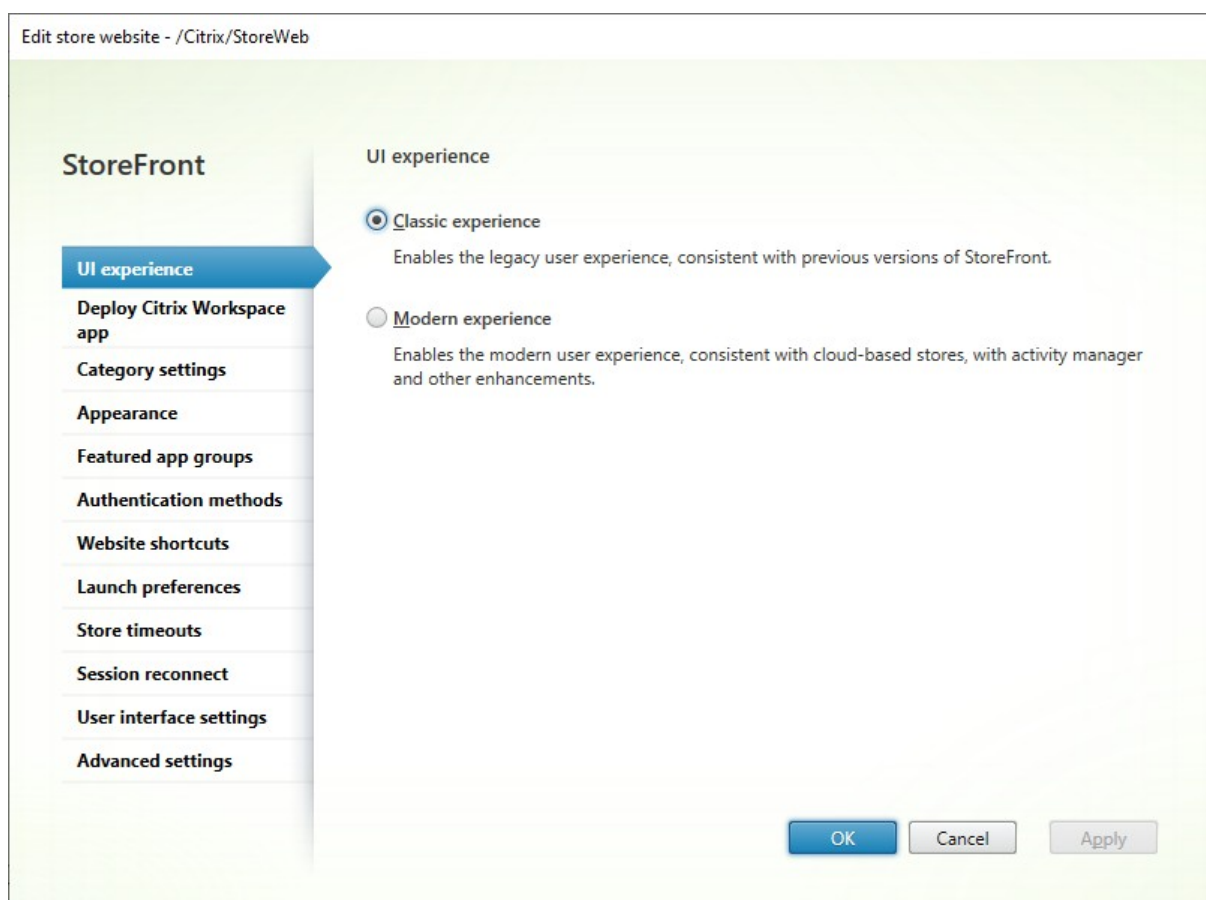 Edit store website - /Citrix/StoreWeb
StoreFront
UI experience
Deploy Citrix Workspace
app
Category settings
Appearance
Featured app groups
Authentication methods
Website shortcuts
Launch preferences
Store timeouts
Session reconnect
User interface settings
Advanced settings
UI experience
Classic experience
Enables the legacy user experience, consistent with previous versions of StoreFront.
Modern experience
Enables the modern user experience, consistent with cloud-based stores, with activity manager
and other enhancements.
OK Cancel Apply